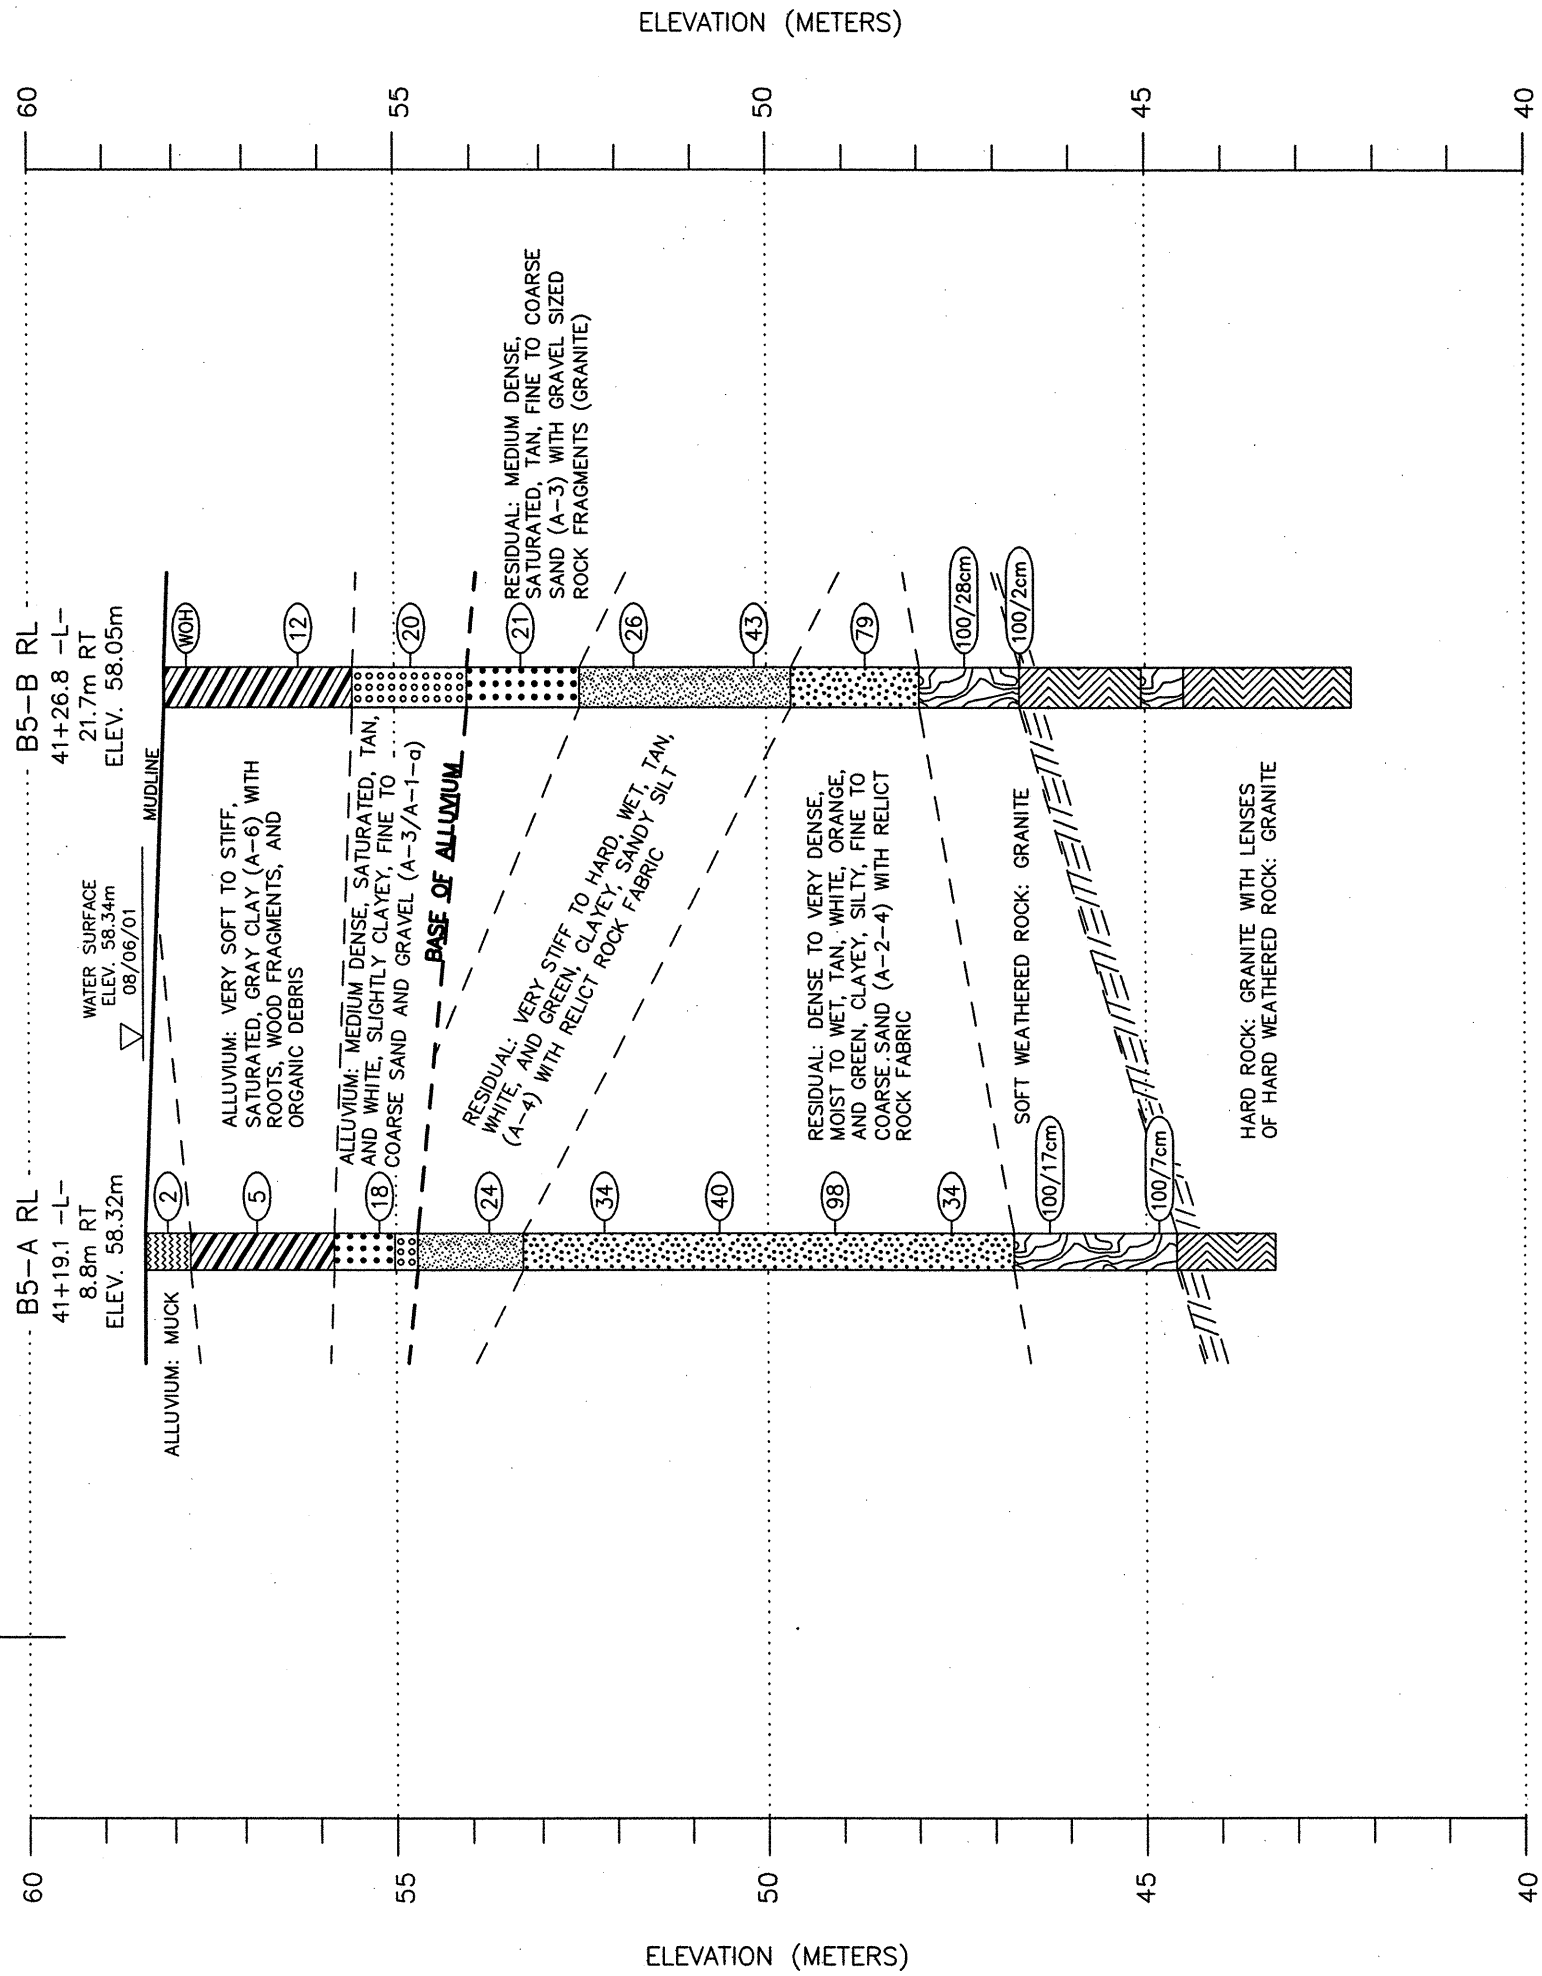 ELEVATION (METERS)
60
55
50
45
40
B5-A RL
41+19.1 -L-
8.8m RT
ELEV. 58.32m
B5-B RL
41+26.8 -L-
21.7m RT
ELEV. 58.05m
WATER SURFACE
ELEV. 58.34m
08/06/01
MUDLINE
ALLUVIUM: MUCK
ALLUVIUM: VERY SOFT TO STIFF,
SATURATED, GRAY CLAY (A-6) WITH
ROOTS, WOOD FRAGMENTS, AND
ORGANIC DEBRIS
ALLUVIUM: MEDIUM DENSE, SATURATED, TAN,
AND WHITE, SLIGHTLY CLAYEY, FINE TO
COARSE SAND AND GRAVEL (A-3/A-1-a)
BASE OF ALLUVIUM
RESIDUAL: MEDIUM DENSE,
SATURATED, TAN, FINE TO COARSE
SAND (A-3) WITH GRAVEL SIZED
ROCK FRAGMENTS (GRANITE)
RESIDUAL: VERY STIFF TO HARD, WET, TAN,
WHITE, AND GREEN, CLAYEY, SANDY SILT
(A-4) WITH RELICT ROCK FABRIC
RESIDUAL: DENSE TO VERY DENSE,
MOIST TO WET, TAN, WHITE, ORANGE,
AND GREEN, CLAYEY, SILTY, FINE TO
COARSE SAND (A-2-4) WITH RELICT
ROCK FABRIC
SOFT WEATHERED ROCK: GRANITE
HARD ROCK: GRANITE WITH LENSES
OF HARD WEATHERED ROCK: GRANITE
2
5
18
24
34
40
98
34
100/17cm
100/7cm
WOH
12
20
21
26
43
79
100/28cm
100/2cm
60
55
50
45
40
ELEVATION (METERS)